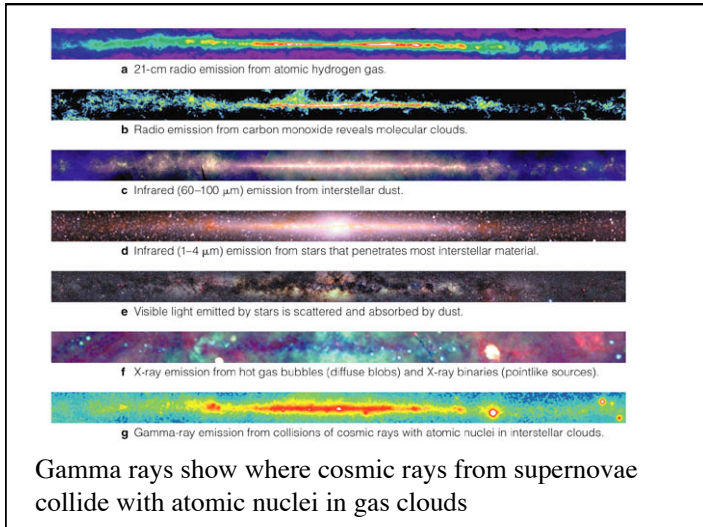 a 21-cm radio emission from atomic hydrogen gas.
b Radio emission from carbon monoxide reveals molecular clouds.
c Infrared (60–100 μm) emission from interstellar dust.
d Infrared (1–4 μm) emission from stars that penetrates most interstellar material.
e Visible light emitted by stars is scattered and absorbed by dust.
f X-ray emission from hot gas bubbles (diffuse blobs) and X-ray binaries (pointlike sources).
g Gamma-ray emission from collisions of cosmic rays with atomic nuclei in interstellar clouds.
Gamma rays show where cosmic rays from supernovae
collide with atomic nuclei in gas clouds